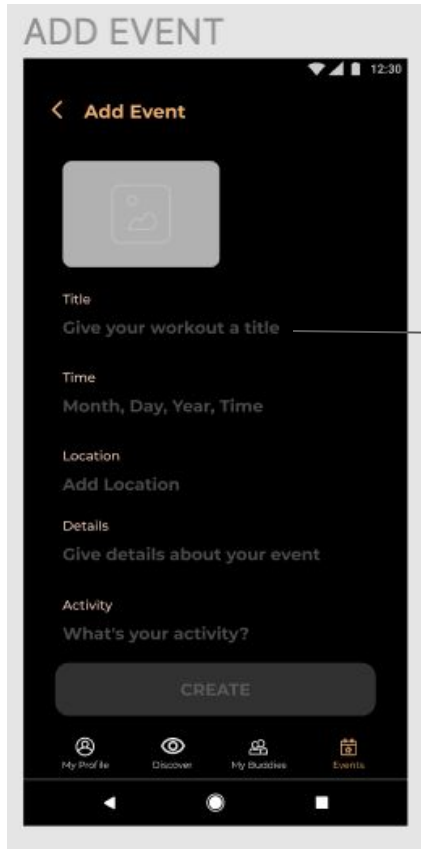 ADD EVENT
12:30
Add Event
Title
Give your workout a title
Time
Month, Day, Year, Time
Location
Add Location
Details
Give details about your event
Activity
What's your activity?
CREATE
My Profile Discover My Buddies Events